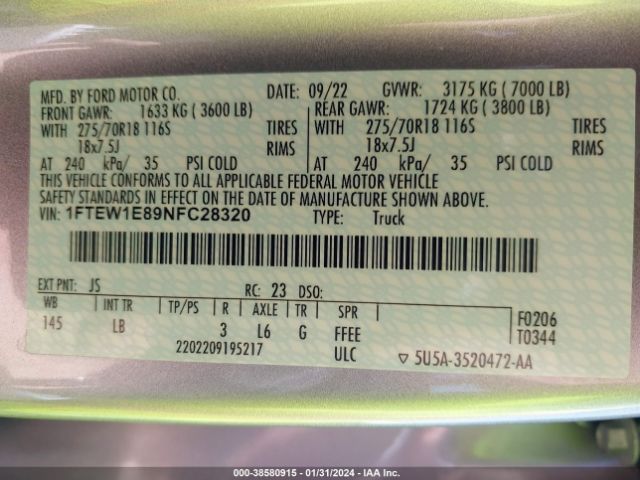 MFD. BY FORD MOTOR CO. DATE: 09/22 GVWR: 3175 KG ( 7000 LB)
FRONT GAWR: 1633 KG ( 3600 LB) REAR GAWR: 1724 KG ( 3800 LB)
WITH 275/70R18 116S TIRES WITH 275/70R18 116S TIRES
18x7.5J RIMS 18x7.5J RIMS
AT 240 kPa/ 35 PSI COLD AT 240 kPa/ 35 PSI COLD
THIS VEHICLE CONFORMS TO ALL APPLICABLE FEDERAL MOTOR VEHICLE
SAFETY STANDARDS IN EFFECT ON THE DATE OF MANUFACTURE SHOWN ABOVE.
VIN: 1FTEW1E89NFC28320 TYPE: Truck
EXT PNT: JS RC: 23 DSO:
WB INT TR TP/PS R AXLE TR SPR F0206
145 LB 3 L6 G FFEE T0344
2202209195217 ULC ▽ 5U5A-3520472-AA
000-38580915 - 01/31/2024 - IAA Inc.